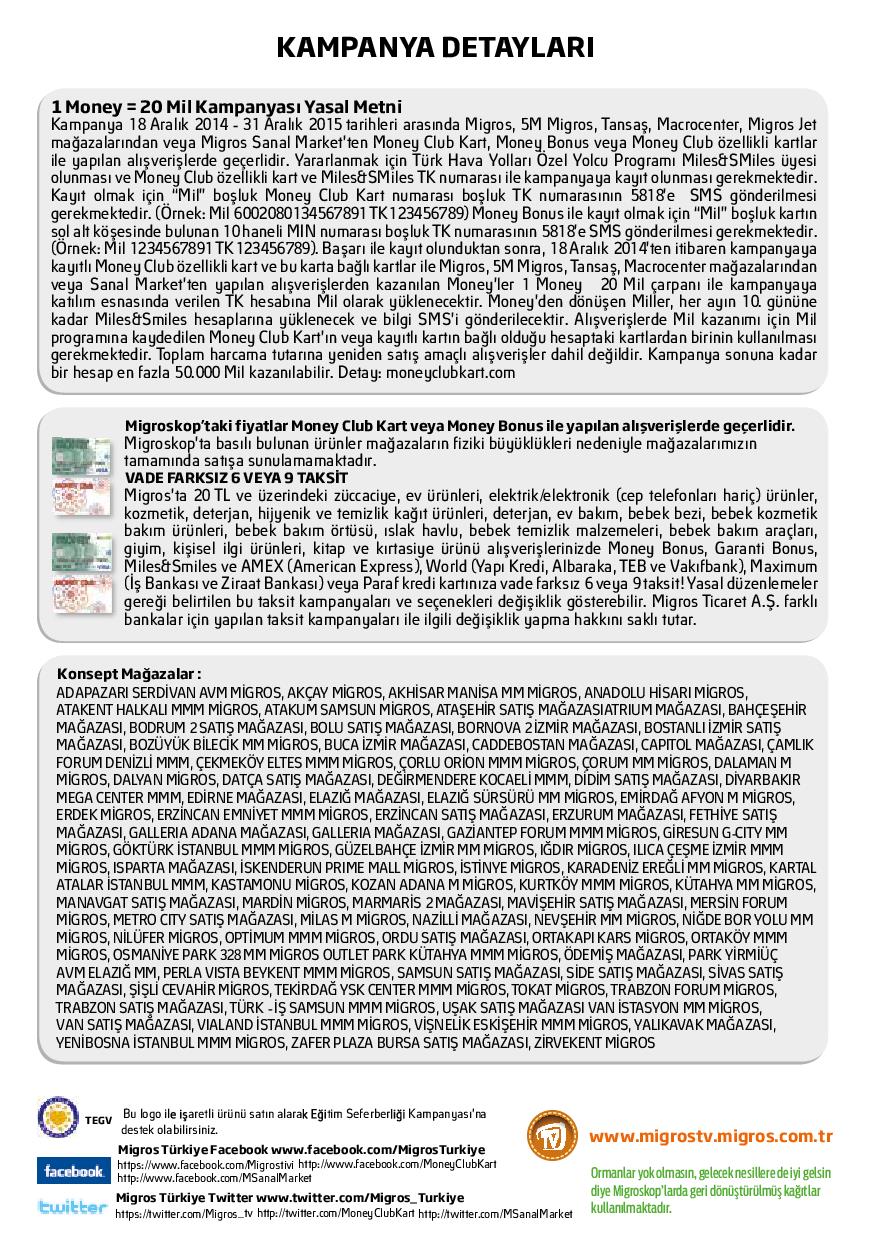 KAMPANYA DETAYLARI
1 Money = 20 Mil Kampanyası Yasal Metni
Kampanya 18 Aralık 2014 - 31 Aralık 2015 tarihleri arasında Migros, 5M Migros, Tansaş, Macrocenter, Migros Jet
mağazalarından veya Migros Sanal Market'ten Money Club Kart, Money Bonus veya Money Club özellikli kartlar
ile yapılan alışverişlerde geçerlidir. Yararlanmak için Türk Hava Yolları Özel Yolcu Programı Miles&SMiles üyesi
olunması ve Money Club özellikli kart ve Miles&SMiles TK numarası ile kampanyaya kayıt olunması gerekmektedir.
Kayıt olmak için “Mil” boşluk Money Club Kart numarası boşluk TK numarasının 5818'e SMS gönderilmesi
gerekmektedir. (Örnek: Mil 6002080134567891 TK 123456789) Money Bonus ile kayıt olmak için “Mil” boşluk kartın
sol alt köşesinde bulunan 10 haneli MIN numarası boşluk TK numarasının 5818'e SMS gönderilmesi gerekmektedir.
(Örnek: Mil 1234567891 TK 123456789). Başarı ile kayıt olunduktan sonra, 18 Aralık 2014'ten itibaren kampanyaya
kayıtlı Money Club özellikli kart ve bu karta bağlı kartlar ile Migros, 5M Migros, Tansaş, Macrocenter mağazalarından
veya Sanal Market'ten yapılan alışverişlerden kazanılan Money'ler 1 Money 20 Mil çarpanı ile kampanyaya
katılım esnasında verilen TK hesabına Mil olarak yüklenecektir. Money'den dönüşen Miller, her ayın 10. gününe
kadar Miles&Smiles hesaplarına yüklenecek ve bilgi SMS'i gönderilecektir. Alışverişlerde Mil kazanımı için Mil
programına kaydedilen Money Club Kart'ın veya kayıtlı kartın bağlı olduğu hesaptaki kartlardan birinin kullanılması
gerekmektedir. Toplam harcama tutarına yeniden satış amaçlı alışverişler dahil değildir. Kampanya sonuna kadar
bir hesap en fazla 50.000 Mil kazanılabilir. Detay: moneyclubkart.com
Migroskop'taki fiyatlar Money Club Kart veya Money Bonus ile yapılan alışverişlerde geçerlidir.
Migroskop'ta basılı bulunan ürünler mağazaların fiziki büyüklükleri nedeniyle mağazalarımızın
tamamında satışa sunulamamaktadır.
VADE FARKSIZ 6 VEYA 9 TAKSİT
Migros'ta 20 TL ve üzerindeki züccaciye, ev ürünleri, elektrik/elektronik (cep telefonları hariç) ürünler,
kozmetik, deterjan, hijyenik ve temizlik kağıt ürünleri, deterjan, ev bakım, bebek bezi, bebek kozmetik
bakım ürünleri, bebek bakım örtüsü, ıslak havlu, bebek temizlik malzemeleri, bebek bakım araçları,
giyim, kişisel ilgi ürünleri, kitap ve kırtasiye ürünü alışverişlerinizde Money Bonus, Garanti Bonus,
Miles&Smiles ve AMEX (American Express), World (Yapı Kredi, Albaraka, TEB ve Vakıfbank), Maximum
(İş Bankası ve Ziraat Bankası) veya Paraf kredi kartınıza vade farksız 6 veya 9 taksit! Yasal düzenlemeler
gereği belirtilen bu taksit kampanyaları ve seçenekleri değişiklik gösterebilir. Migros Ticaret A.Ş. farklı
bankalar için yapılan taksit kampanyaları ile ilgili değişiklik yapma hakkını saklı tutar.
Konsept Mağazalar :
ADAPAZARI SERDİVAN AVM MİGROS, AKÇAY MİGROS, AKHİSAR MANİSA MM MİGROS, ANADOLU HİSARI MİGROS,
ATAKENT HALKALI MMM MİGROS, ATAKUM SAMSUN MİGROS, ATAŞEHİR SATIŞ MAĞAZASIATRIUM MAĞAZASI, BAHÇEŞEHİR
MAĞAZASI, BODRUM 2 SATIŞ MAĞAZASI, BOLU SATIŞ MAĞAZASI, BORNOVA 2 İZMİR MAĞAZASI, BOSTANLI İZMİR SATIŞ
MAĞAZASI, BOZÜYÜK BİLECİK MM MİGROS, BUCA İZMİR MAĞAZASI, CADDEBOSTAN MAĞAZASI, CAPITOL MAĞAZASI, ÇAMLIK
FORUM DENİZLİ MMM, ÇEKMEKÖY ELTES MMM MİGROS, ÇORLU ORİON MMM MİGROS, ÇORUM MM MİGROS, DALAMAN M
MİGROS, DALYAN MİGROS, DATÇA SATIŞ MAĞAZASI, DEĞİRMENDERE KOCAELİ MMM, DİDİM SATIŞ MAĞAZASI, DİYARBAKIR
MEGA CENTER MMM, EDİRNE MAĞAZASI, ELAZIĞ MAĞAZASI, ELAZIĞ SÜRSÜRÜ MM MİGROS, EMİRDAĞ AFYON M MİGROS,
ERDEK MİGROS, ERZİNCAN EMNİYET MMM MİGROS, ERZİNCAN SATIŞ MAĞAZASI, ERZURUM MAĞAZASI, FETHİYE SATIŞ
MAĞAZASI, GALLERIA ADANA MAĞAZASI, GALLERIA MAĞAZASI, GAZİANTEP FORUM MMM MİGROS, GİRESUN G-CITY MM
MİGROS, GÖKTÜRK İSTANBUL MMM MİGROS, GÜZELBAHÇE İZMİR MM MİGROS, IĞDIR MİGROS, ILICA ÇEŞME İZMİR MMM
MİGROS, ISPARTA MAĞAZASI, İSKENDERUN PRIME MALL MİGROS, İSTİNYE MİGROS, KARADENİZ EREĞLİ MM MİGROS, KARTAL
ATALAR İSTANBUL MMM, KASTAMONU MİGROS, KOZAN ADANA M MİGROS, KURTKÖY MMM MİGROS, KÜTAHYA MM MİGROS,
MANAVGAT SATIŞ MAĞAZASI, MARDİN MİGROS, MARMARİS 2 MAĞAZASI, MAVİŞEHİR SATIŞ MAĞAZASI, MERSİN FORUM
MİGROS, METRO CITY SATIŞ MAĞAZASI, MİLAS M MİGROS, NAZİLLİ MAĞAZASI, NEVŞEHİR MM MİGROS, NİĞDE BOR YOLU MM
MİGROS, NİLÜFER MİGROS, OPTİMUM MMM MİGROS, ORDU SATIŞ MAĞAZASI, ORTAKAPI KARS MİGROS, ORTAKÖY MMM
MİGROS, OSMANİYE PARK 328 MM MİGROS OUTLET PARK KÜTAHYA MMM MİGROS, ÖDEMİŞ MAĞAZASI, PARK YİRMİÜÇ
AVM ELAZIĞ MM, PERLA VISTA BEYKENT MMM MİGROS, SAMSUN SATIŞ MAĞAZASI, SİDE SATIŞ MAĞAZASI, SİVAS SATIŞ
MAĞAZASI, ŞİŞLİ CEVAHİR MİGROS, TEKİRDAĞ YSK CENTER MMM MİGROS, TOKAT MİGROS, TRABZON FORUM MİGROS,
TRABZON SATIŞ MAĞAZASI, TÜRK - İŞ SAMSUN MMM MİGROS, UŞAK SATIŞ MAĞAZASI VAN İSTASYON MM MİGROS,
VAN SATIŞ MAĞAZASI, VIALAND İSTANBUL MMM MİGROS, VİŞNELİK ESKİŞEHİR MMM MİGROS, YALIKAVAK MAĞAZASI,
YENİBOSNA İSTANBUL MMM MİGROS, ZAFER PLAZA BURSA SATIŞ MAĞAZASI, ZİRVEKENT MİGROS
TEGV
Bu logo ile işaretli ürünü satın alarak Eğitim Seferberliği Kampanyası'na
destek olabilirsiniz.
facebook
Migros Türkiye Facebook www.facebook.com/MigrosTurkiye
https://www.facebook.com/Migrostivi http://www.facebook.com/MoneyClubKart
http://www.facebook.com/MSanalMarket
twitter
Migros Türkiye Twitter www.twitter.com/Migros_Turkiye
https://twitter.com/Migros_tv http://twitter.com/MoneyClubKart http://twitter.com/MSanalMarket
TV
www.migrostv.migros.com.tr
Ormanlar yok olmasın, gelecek nesillere de iyi gelsin
diye Migroskop'larda geri dönüştürülmüş kağıtlar
kullanılmaktadır.